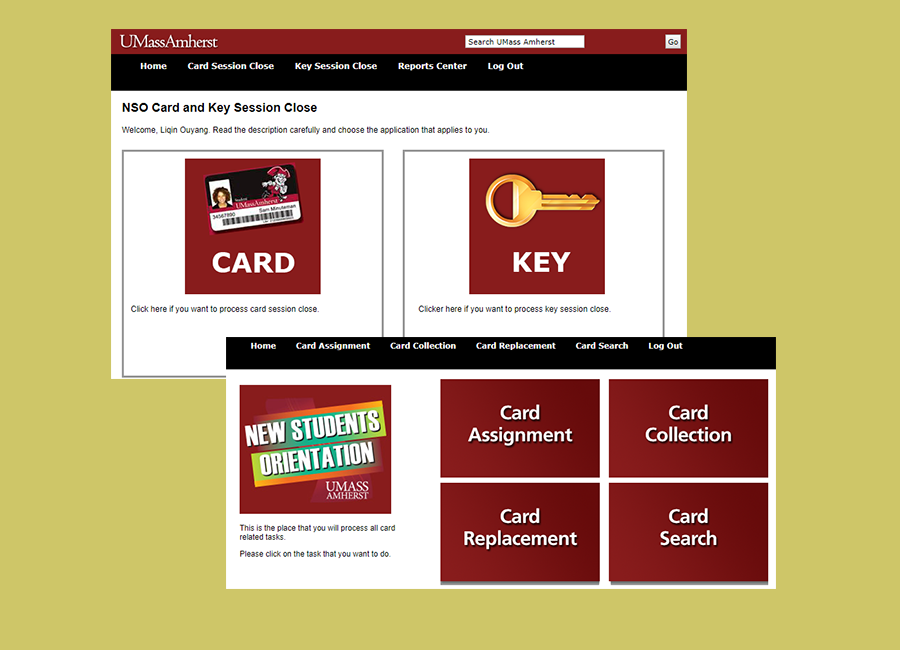 UMassAmherst
Search UMass Amherst
Go
Home Card Session Close Key Session Close Reports Center Log Out
NSO Card and Key Session Close
Welcome, Liqin Ouyang. Read the description carefully and choose the application that applies to you.
Student
UMassAmherst
Sam Minuteman
34567890
CARD
Click here if you want to process card session close.
KEY
Clicker here if you want to process key session close.
Home Card Assignment Card Collection Card Replacement Card Search Log Out
NEW STUDENTS
ORIENTATION
UMASS
AMHERST
This is the place that you will process all card
related tasks.
Please click on the task that you want to do.
Card
Assignment
Card
Collection
Card
Replacement
Card
Search